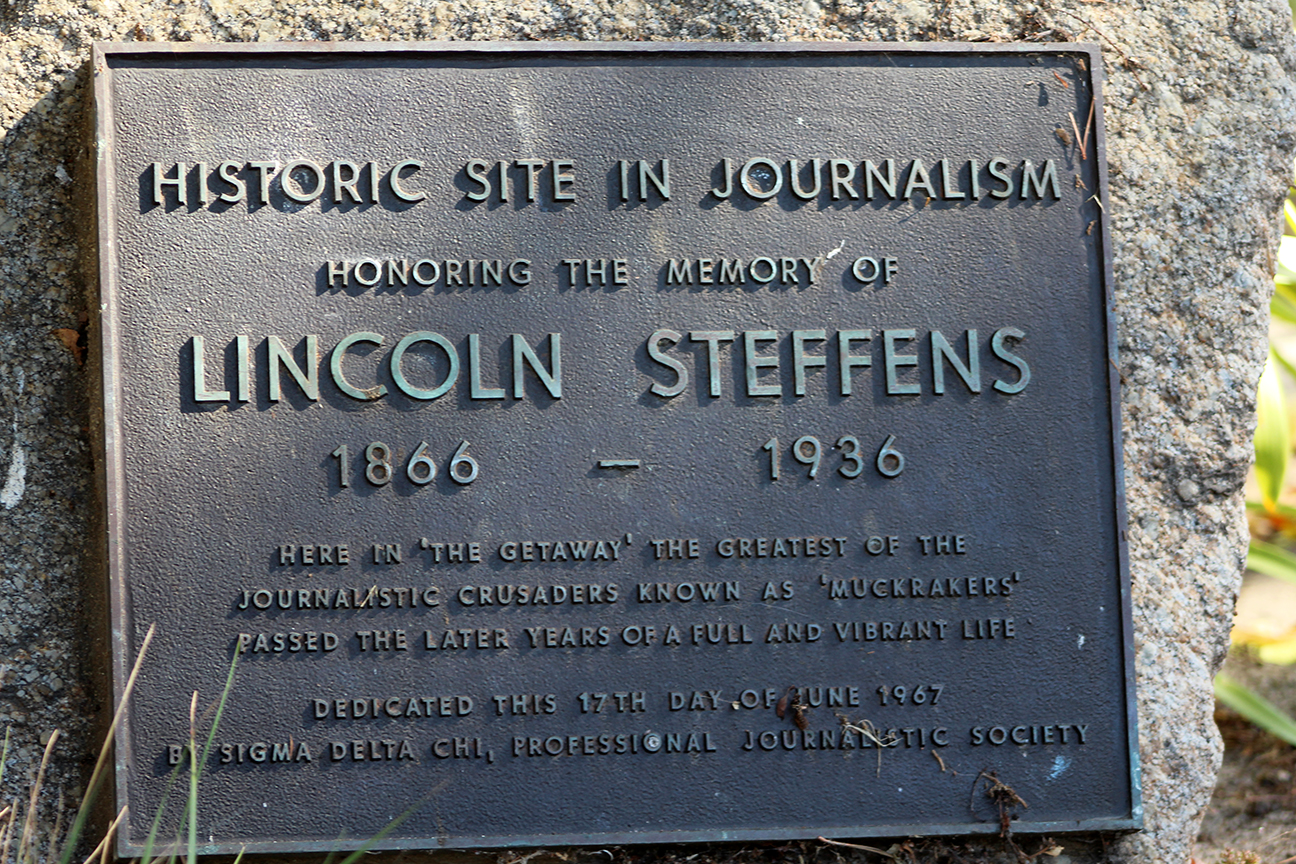 HISTORIC SITE IN JOURNALISM
HONORING THE MEMORY OF
LINCOLN STEFFENS
1866 – 1936
HERE IN 'THE GETAWAY' THE GREATEST OF THE
JOURNALISTIC CRUSADERS KNOWN AS 'MUCKRAKERS'
PASSED THE LATER YEARS OF A FULL AND VIBRANT LIFE
DEDICATED THIS 17TH DAY OF JUNE 1967
BY SIGMA DELTA CHI, PROFESSIONAL JOURNALISTIC SOCIETY